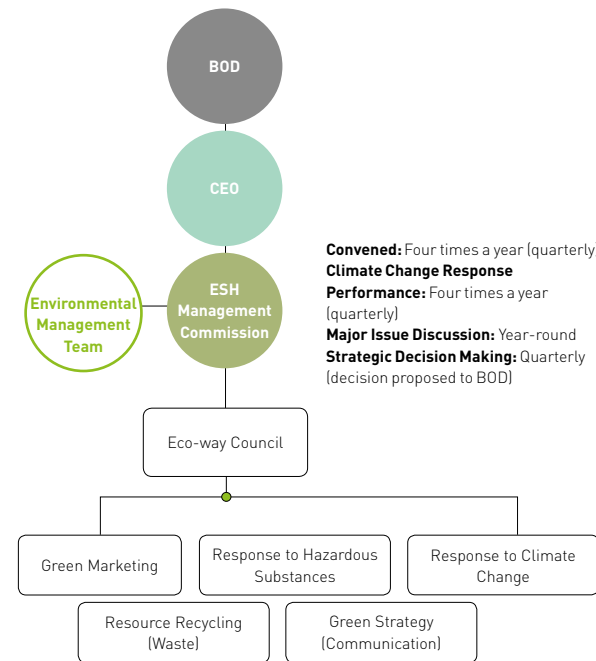 BOD
CEO
Environmental
Management
Team
ESH
Management
Commission
Convened: Four times a year (quarterly)
Climate Change Response
Performance: Four times a year
(quarterly)
Major Issue Discussion: Year-round
Strategic Decision Making: Quarterly
(decision proposed to BOD)
Eco-way Council
Green Marketing
Response to Hazardous
Substances
Response to Climate
Change
Resource Recycling
(Waste)
Green Strategy
(Communication)